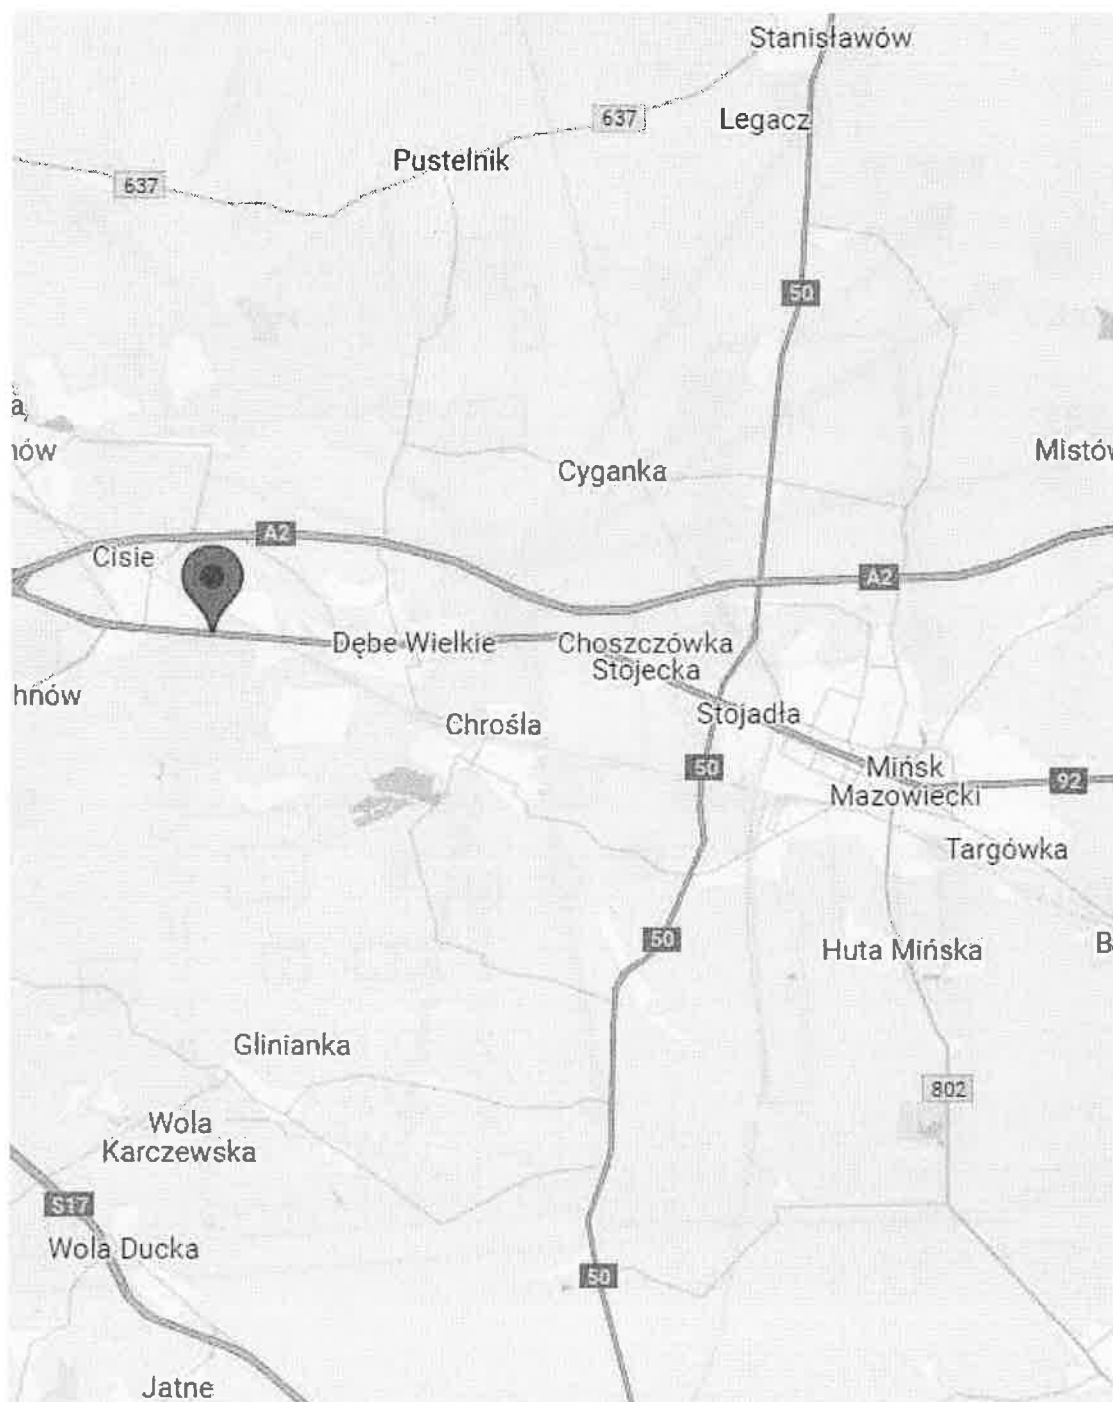 Stanisławów
637
Legacz
Pustelnik
637
50
Cyganka
A2
Cisie
A2
Dębe Wielkie
Choszczówka
Stojecka
Stojadła
Chrośla
50
Mińsk
Mazowiecki
92
Targówka
50
Huta Mińska
Glinianka
802
Wola
Karczewska
S17
Wola Ducka
50
Jatne